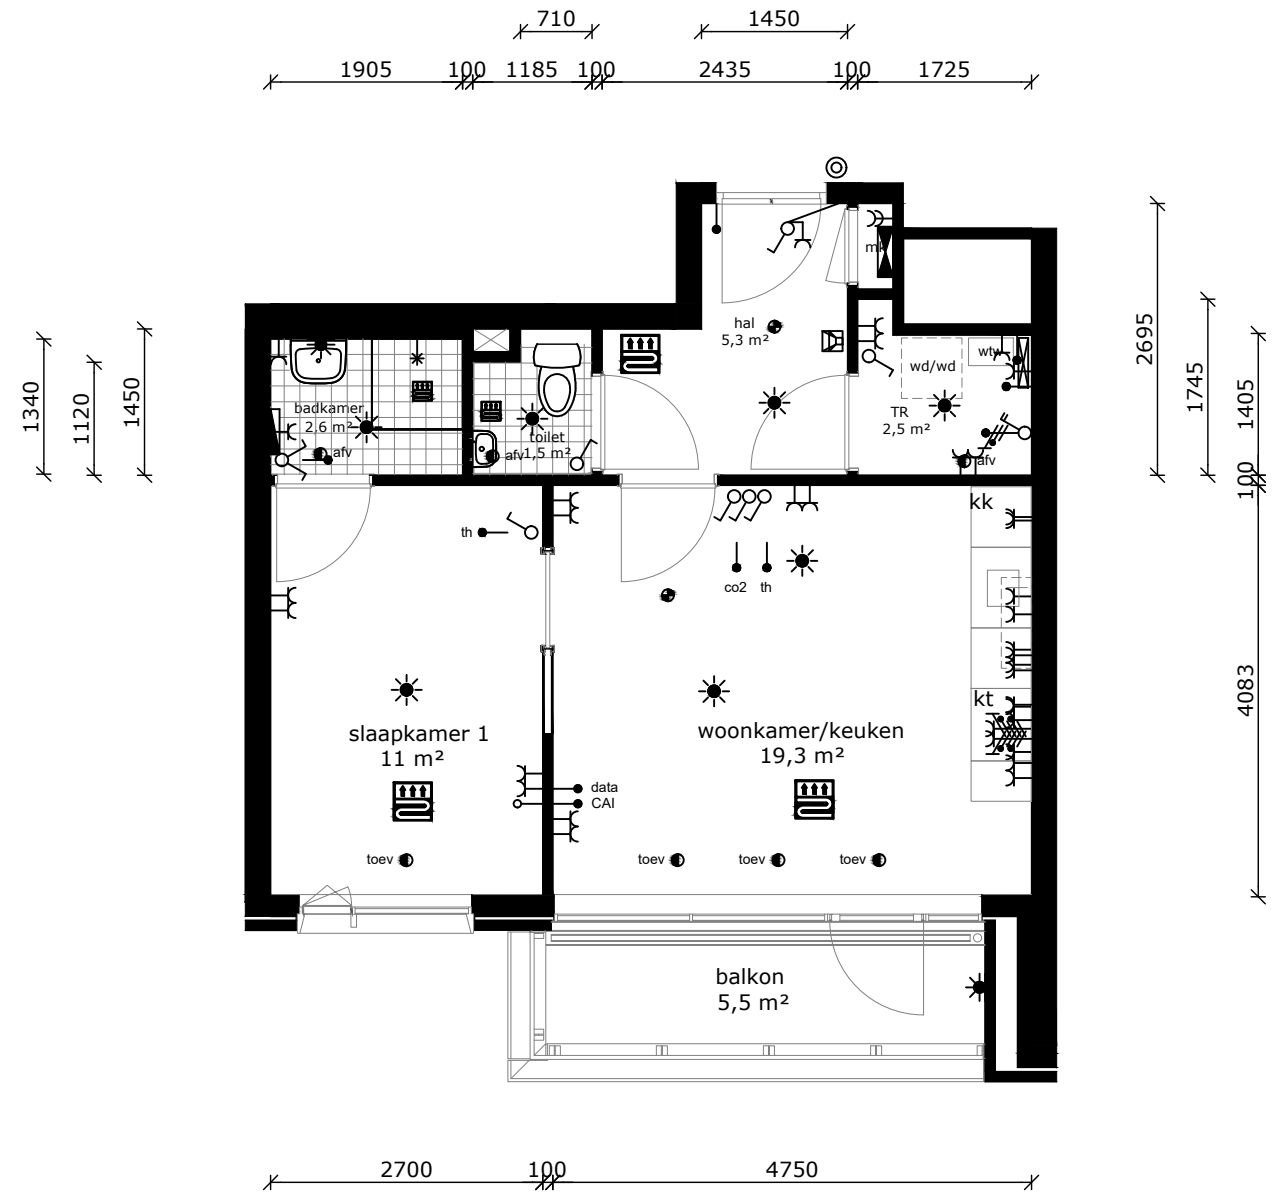 710
1450
1905
100
1185
100
2435
100
1725
1340
1120
1450
2695
1745
1405
100
4083
hal
5,3 m²
mk
wtw
wd/wd
TR
2,5 m²
afv
badkamer
2,6 m²
afv
toilet
1,5 m²
afv
th
co2
th
kk
kt
slaapkamer 1
11 m²
woonkamer/keuken
19,3 m²
data
CAI
toev
toev
toev
toev
balkon
5,5 m²
2700
100
4750